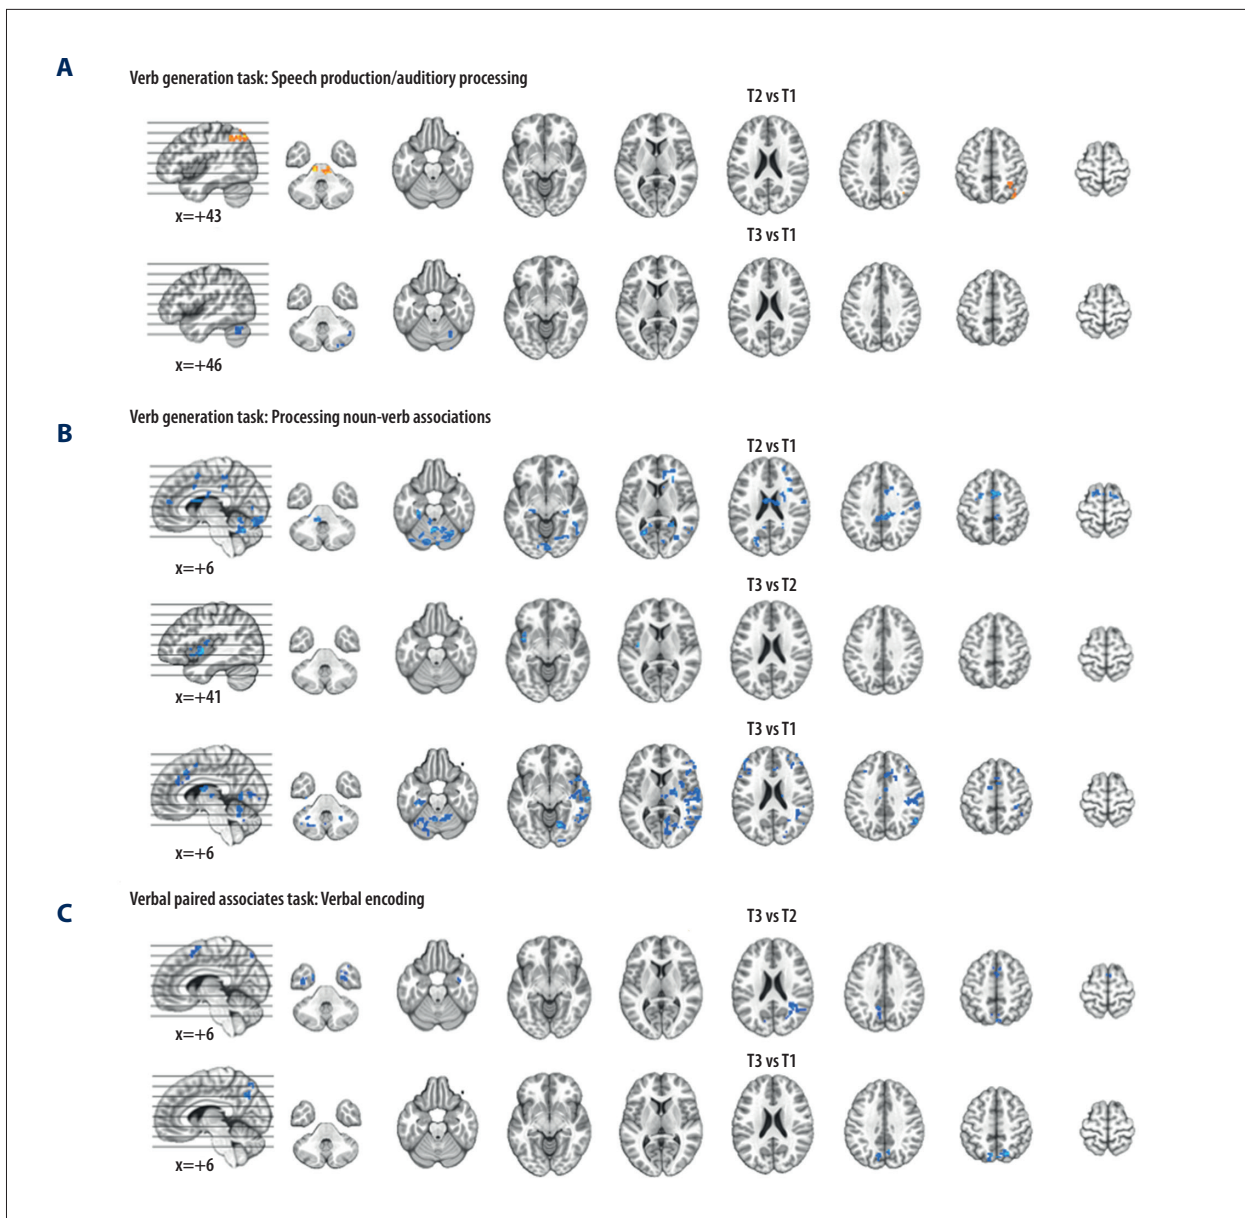 A
Verb generation task: Speech production/auditiory processing
T2 vs T1
x=+43
T3 vs T1
x=+46
B
Verb generation task: Processing noun-verb associations
T2 vs T1
x=+6
T3 vs T2
x=+41
T3 vs T1
x=+6
C
Verbal paired associates task: Verbal encoding
T3 vs T2
x=+6
T3 vs T1
x=+6